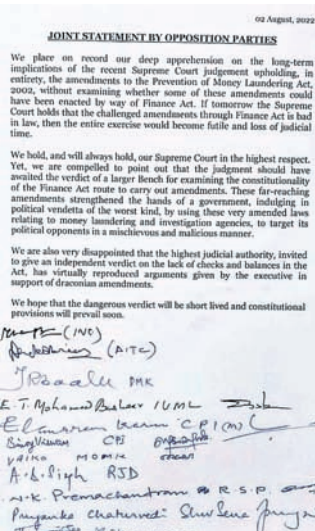 02 August, 2022
JOINT STATEMENT BY OPPOSITION PARTIES
We place on record our deep apprehension on the long-term
implications of the recent Supreme Court judgement upholding, in
entirety, the amendments to the Prevention of Money Laundering Act,
2002, without examining whether some of these amendments could
have been enacted by way of Finance Act. If tomorrow the Supreme
Court holds that the challenged amendments through Finance Act is bad
in law, then the entire exercise would become futile and loss of judicial
time.
We hold, and will always hold, our Supreme Court in the highest respect.
Yet, we are compelled to point out that the judgment should have
awaited the verdict of a larger Bench for examining the constitutionality
of the Finance Act route to carry out amendments. These far-reaching
amendments strengthened the hands of a government, indulging in
political vendetta of the worst kind, by using these very amended laws
relating to money laundering and investigation agencies, to target its
political opponents in a mischievous and malicious manner.
We are also very disappointed that the highest judicial authority, invited
to give an independent verdict on the lack of checks and balances in the
Act, has virtually reproduced arguments given by the executive in
support of draconian amendments.
We hope that the dangerous verdict will be short lived and constitutional
provisions will prevail soon.
(INC)
(AITC)
DMK
E. T. Mohamed Basheer IUML
Elamaram Kareem CPI(M)
CPI
VAIKO MDMK
RJD
N.K. Premachandran R.S.P.
Priyanka Chaturvedi Shiv Sena